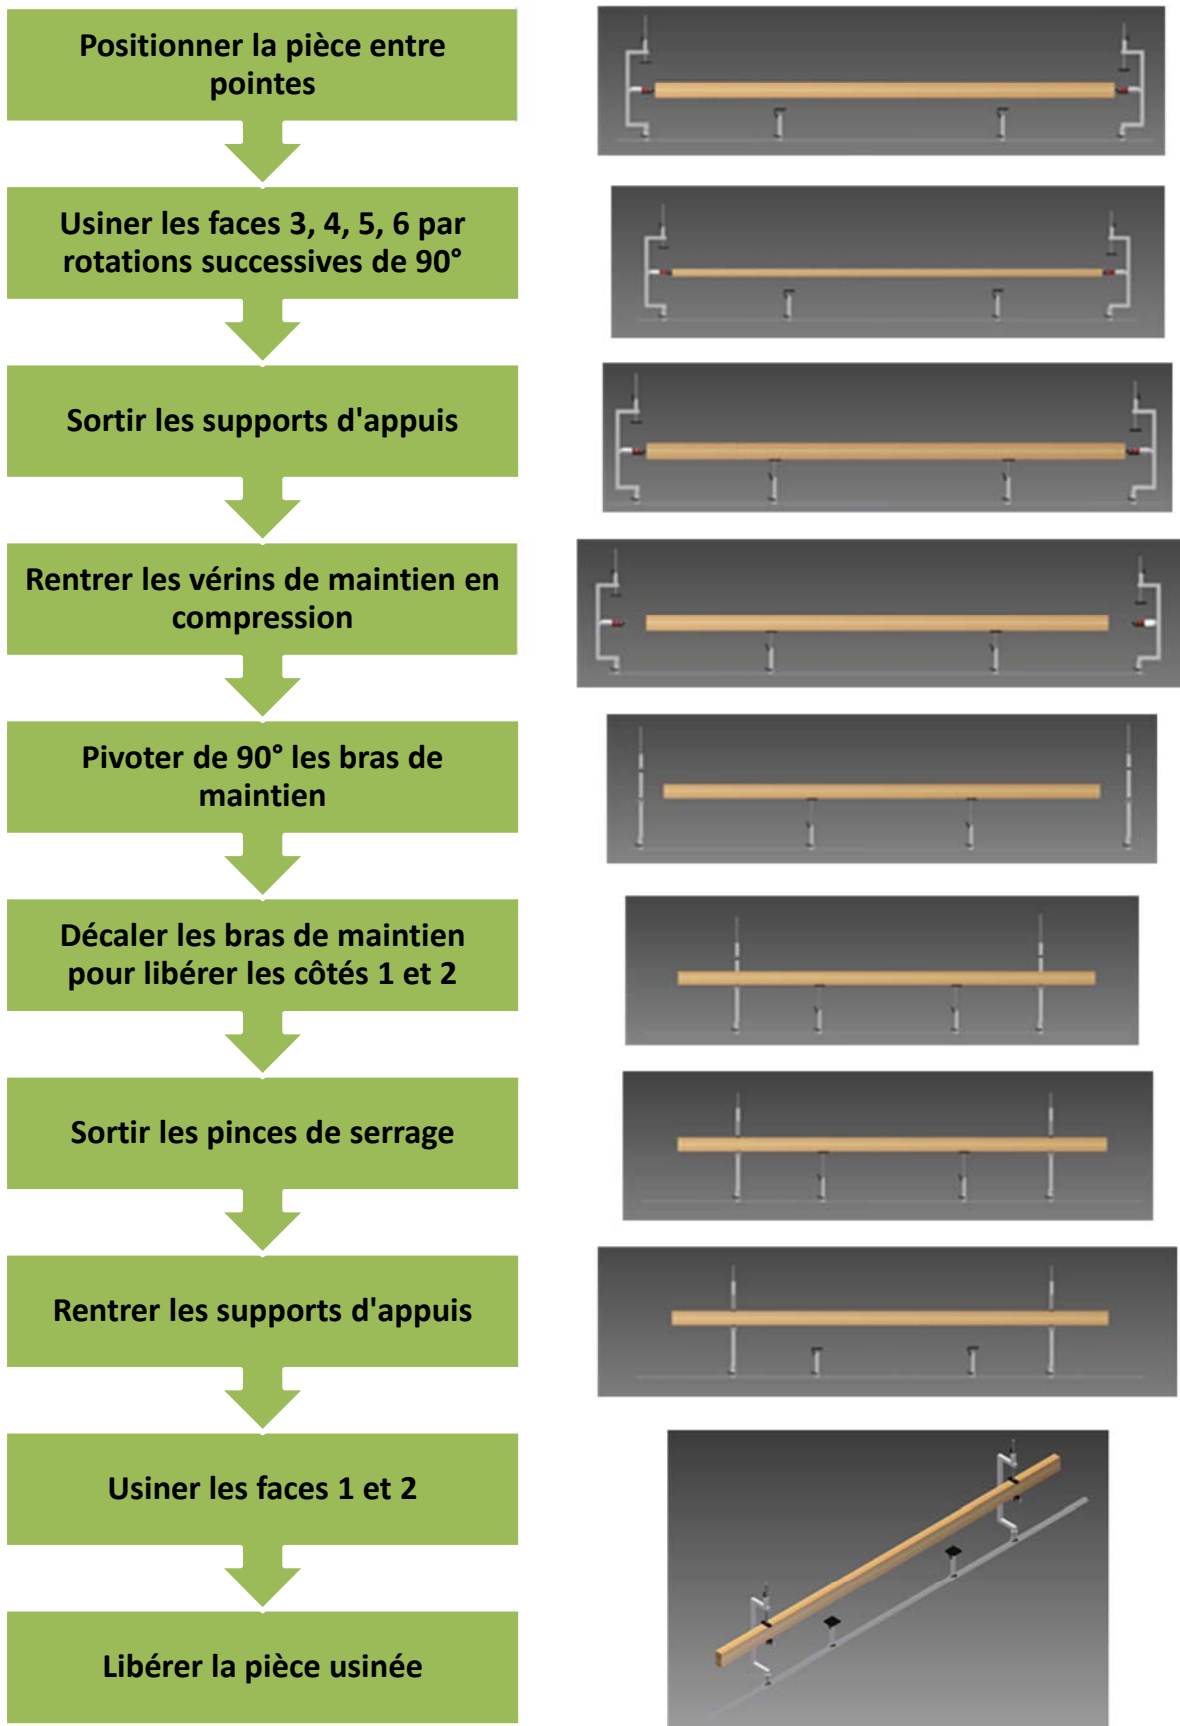 Positionner la pièce entre
pointes
Usiner les faces 3, 4, 5, 6 par
rotations successives de 90°
Sortir les supports d'appuis
Rentrer les vérins de maintien en
compression
Pivoter de 90° les bras de
maintien
Décaler les bras de maintien
pour libérer les côtés 1 et 2
Sortir les pinces de serrage
Rentrer les supports d'appuis
Usiner les faces 1 et 2
Libérer la pièce usinée